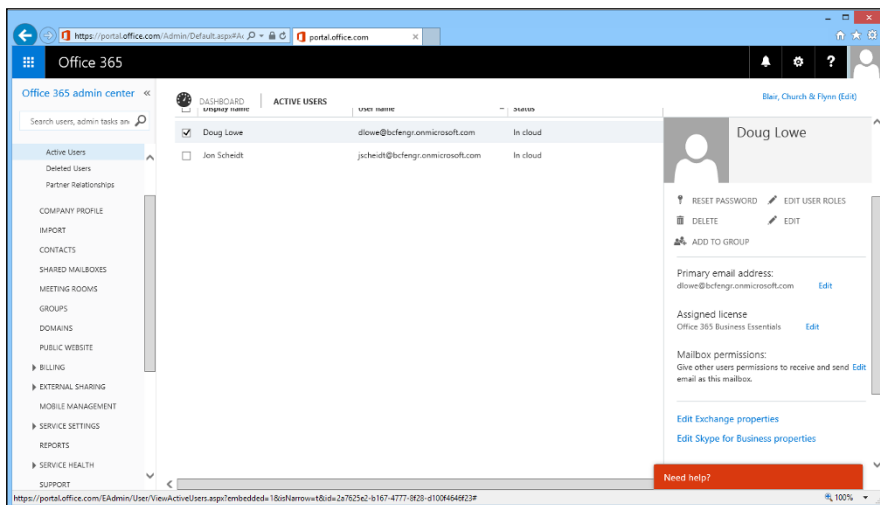 https://portal.office.com/Admin/Default.aspx#Ac
portal.office.com
Office 365
?
Office 365 admin center «
Search users, admin tasks an
Active Users
Deleted Users
Partner Relationships
COMPANY PROFILE
IMPORT
CONTACTS
SHARED MAILBOXES
MEETING ROOMS
GROUPS
DOMAINS
PUBLIC WEBSITE
BILLING
EXTERNAL SHARING
MOBILE MANAGEMENT
SERVICE SETTINGS
REPORTS
SERVICE HEALTH
SUPPORT
DASHBOARD ACTIVE USERS
Blair, Church & Flynn (Edit)
Display name User name Status
Doug Lowe dlowe@bcfengr.onmicrosoft.com In cloud
Jon Scheidt jscheidt@bcfengr.onmicrosoft.com In cloud
Doug Lowe
RESET PASSWORD EDIT USER ROLES
DELETE EDIT
ADD TO GROUP
Primary email address:
dlowe@bcfengr.onmicrosoft.com Edit
Assigned license
Office 365 Business Essentials Edit
Mailbox permissions:
Give other users permissions to receive and send Edit
email as this mailbox.
Edit Exchange properties
Edit Skype for Business properties
Need help?
https://portal.office.com/EAdmin/User/ViewActiveUsers.aspx?embedded=1&isNarrow=t&id=2a7625e2-b167-4777-8f28-d100f4646f23#
100%